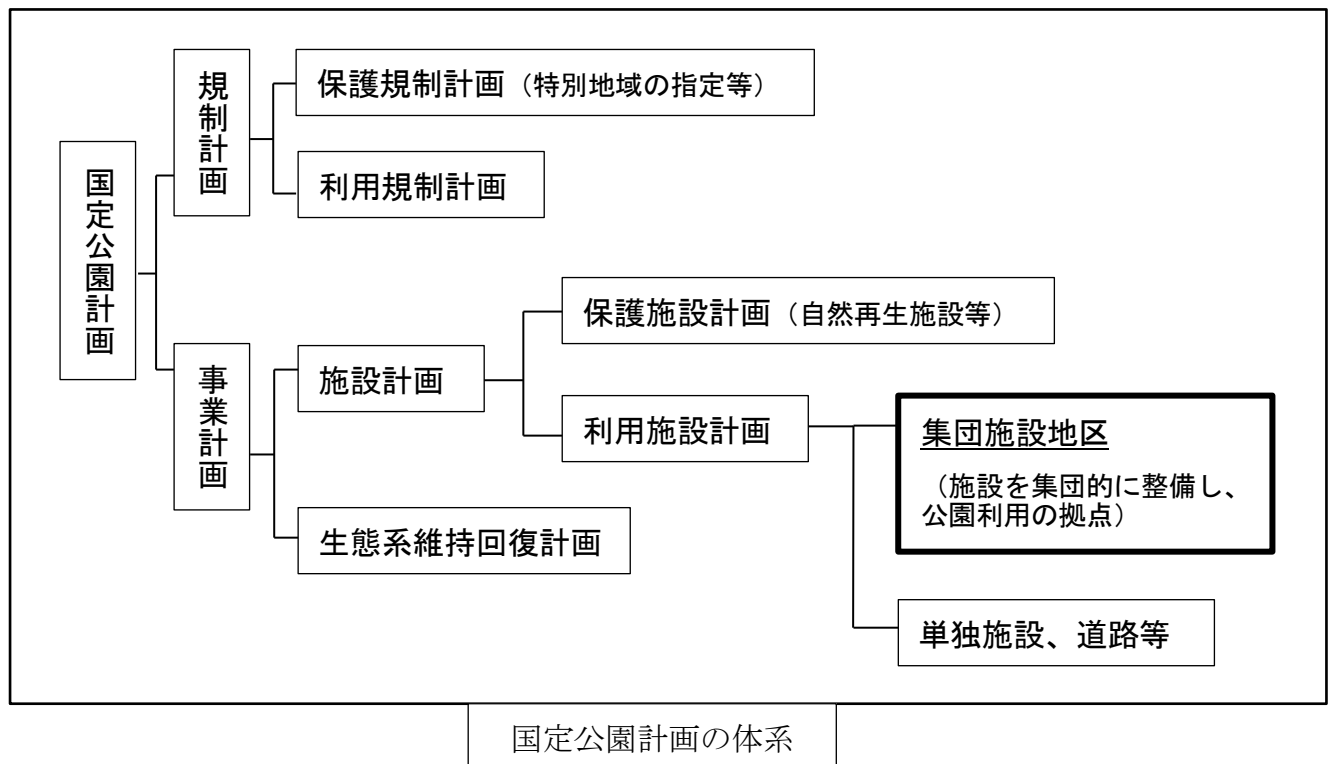 国定公園計画
規制計画
保護規制計画（特別地域の指定等）
利用規制計画
事業計画
施設計画
保護施設計画（自然再生施設等）
利用施設計画
集団施設地区
（施設を集団的に整備し、
公園利用の拠点）
単独施設、道路等
生態系維持回復計画
国定公園計画の体系